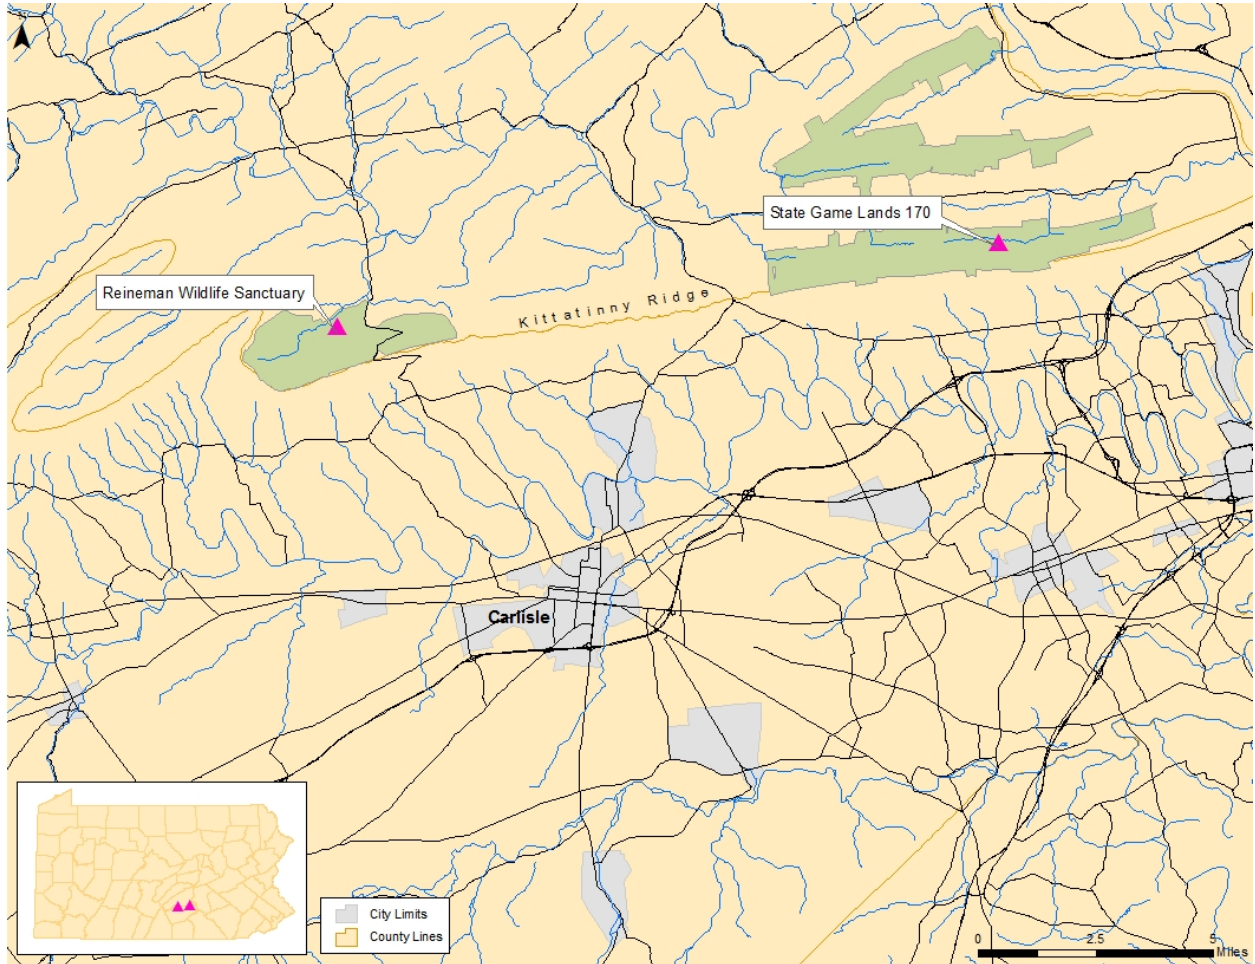 State Game Lands 170
Reineman Wildlife Sanctuary
Kittatinny Ridge
Carlisle
City Limits
County Lines
0 2.5 5
Miles